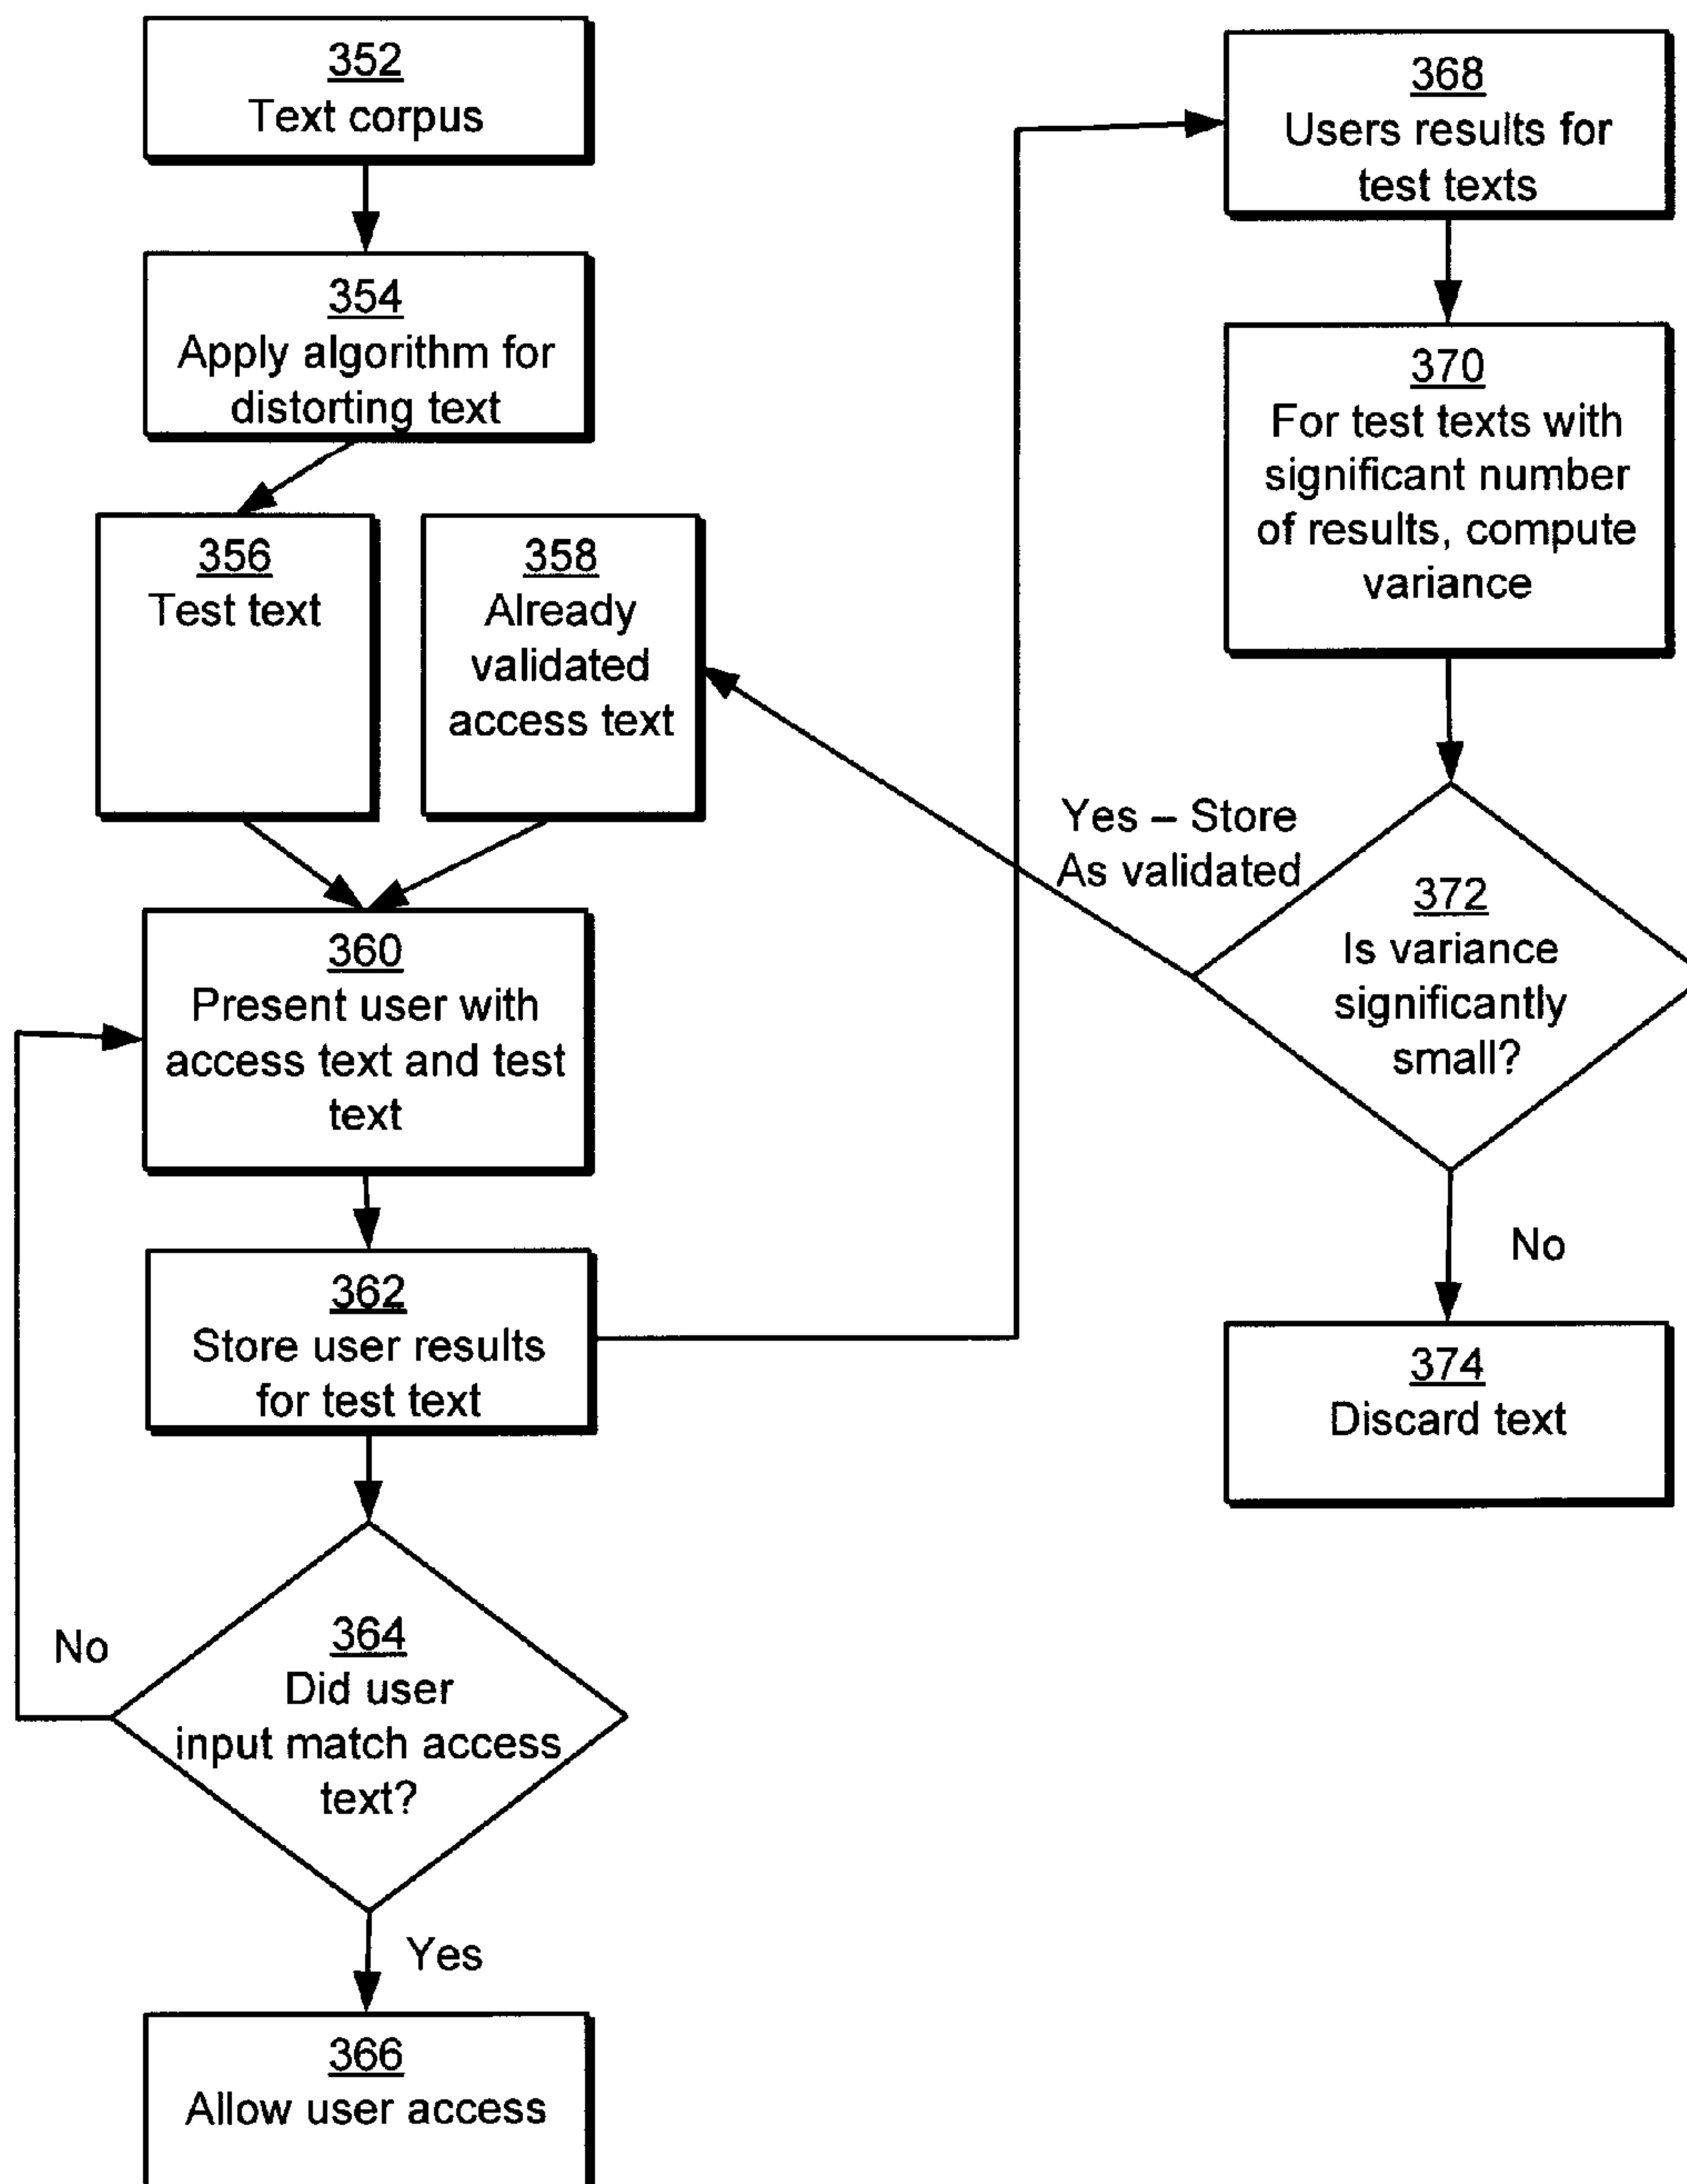 352
Text corpus
354
Apply algorithm for
distorting text
356
Test text
358
Already
validated
access text
360
Present user with
access text and test
text
362
Store user results
for test text
364
Did user
input match access
text?
No
Yes
366
Allow user access
368
Users results for
test texts
370
For test texts with
significant number
of results, compute
variance
372
Is variance
significantly
small?
Yes – Store
As validated
No
374
Discard text